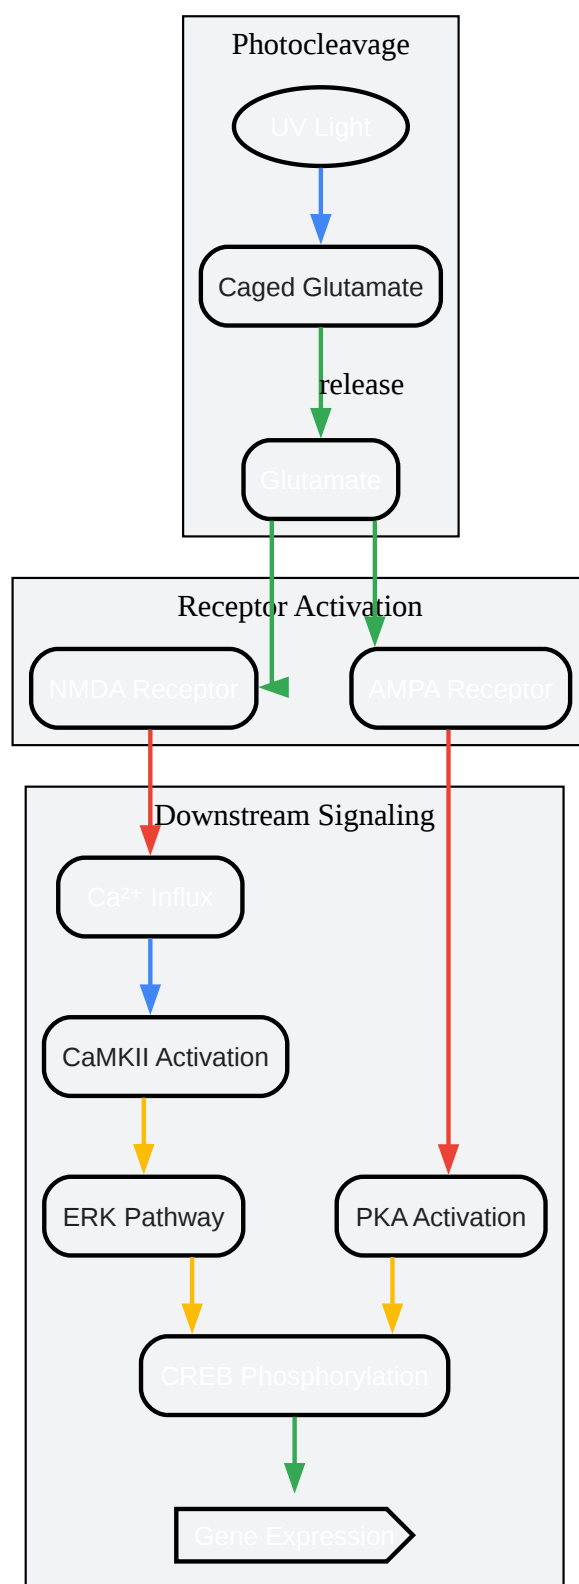 Photocleavage
UV Light
Caged Glutamate
release
Glutamate
Receptor Activation
NMDA Receptor
AMPA Receptor
Downstream Signaling
Ca²⁺ Influx
CaMKII Activation
ERK Pathway
PKA Activation
CREB Phosphorylation
Gene Expression